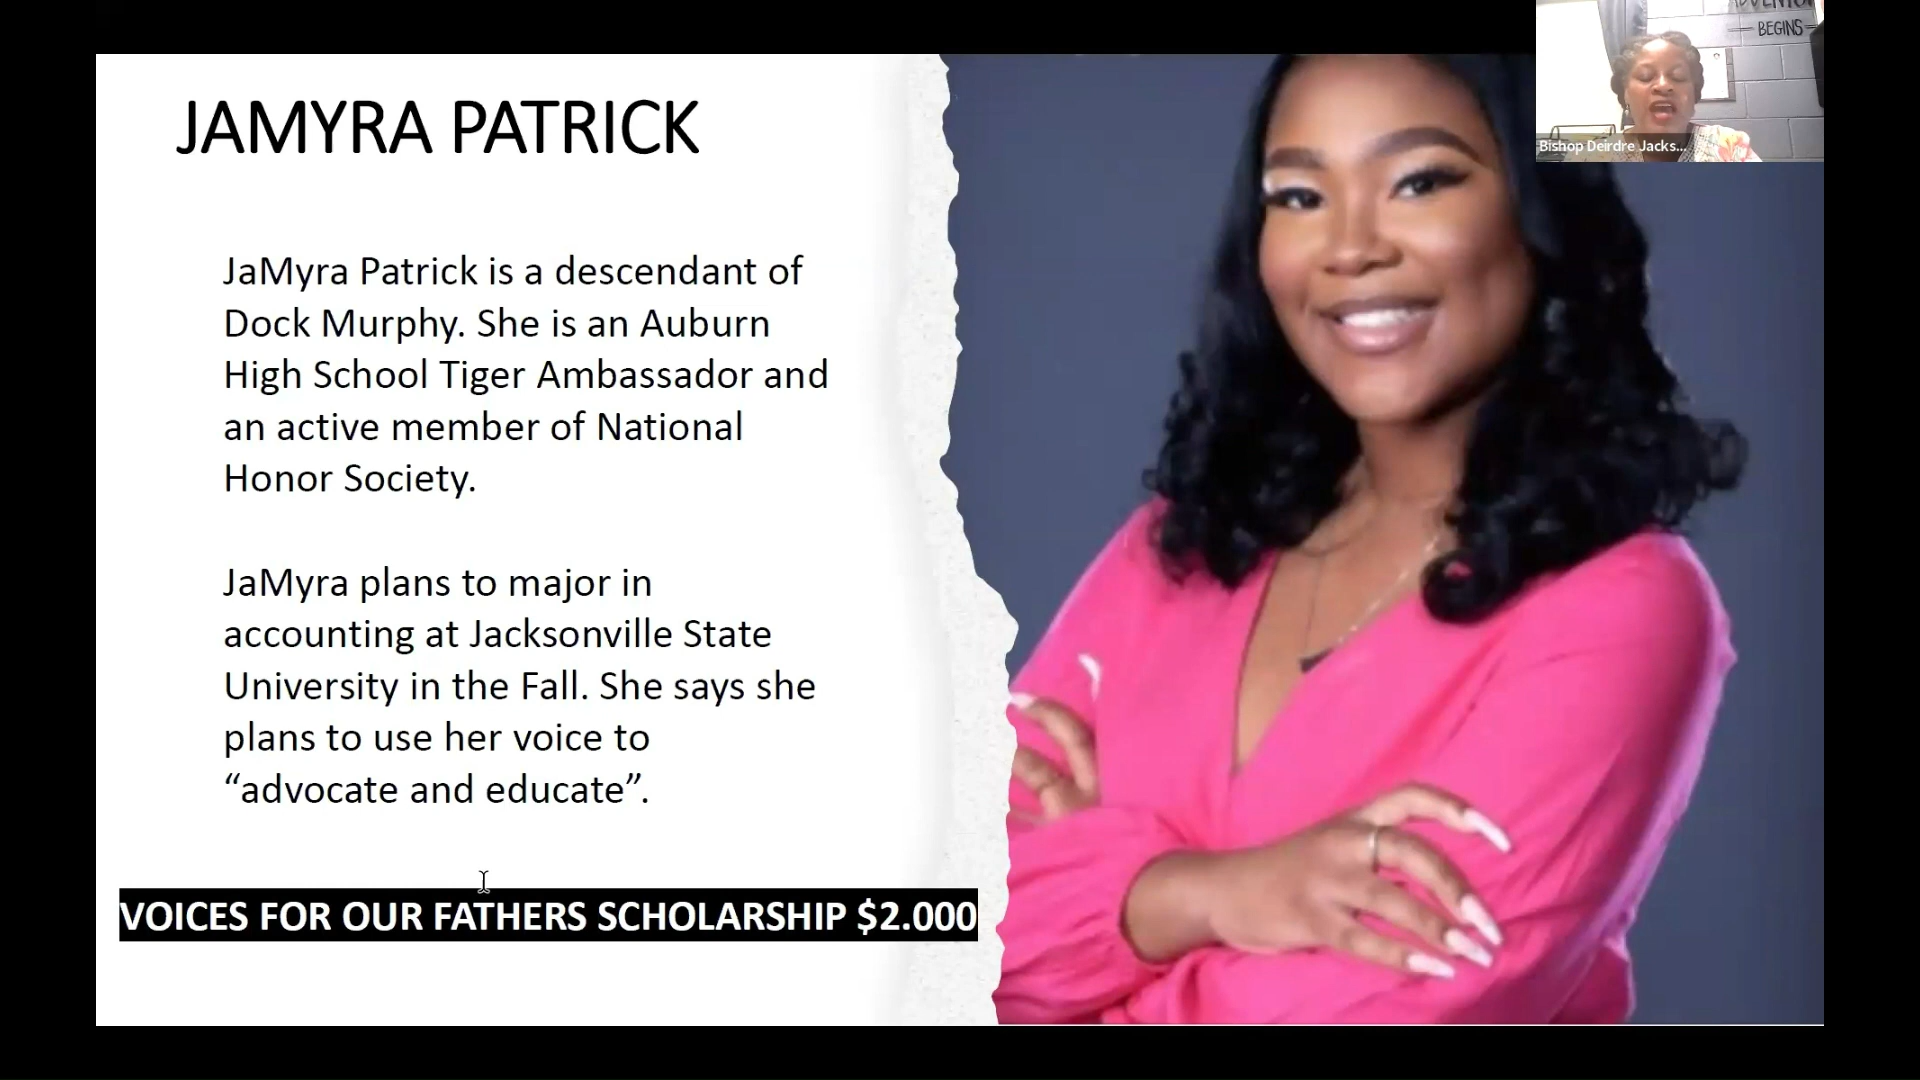 BEGINS
Bishop Deirdre Jacks...
JAMYRA PATRICK
JaMyra Patrick is a descendant of
Dock Murphy. She is an Auburn
High School Tiger Ambassador and
an active member of National
Honor Society.
JaMyra plans to major in
accounting at Jacksonville State
University in the Fall. She says she
plans to use her voice to
“advocate and educate”.
VOICES FOR OUR FATHERS SCHOLARSHIP $2.000